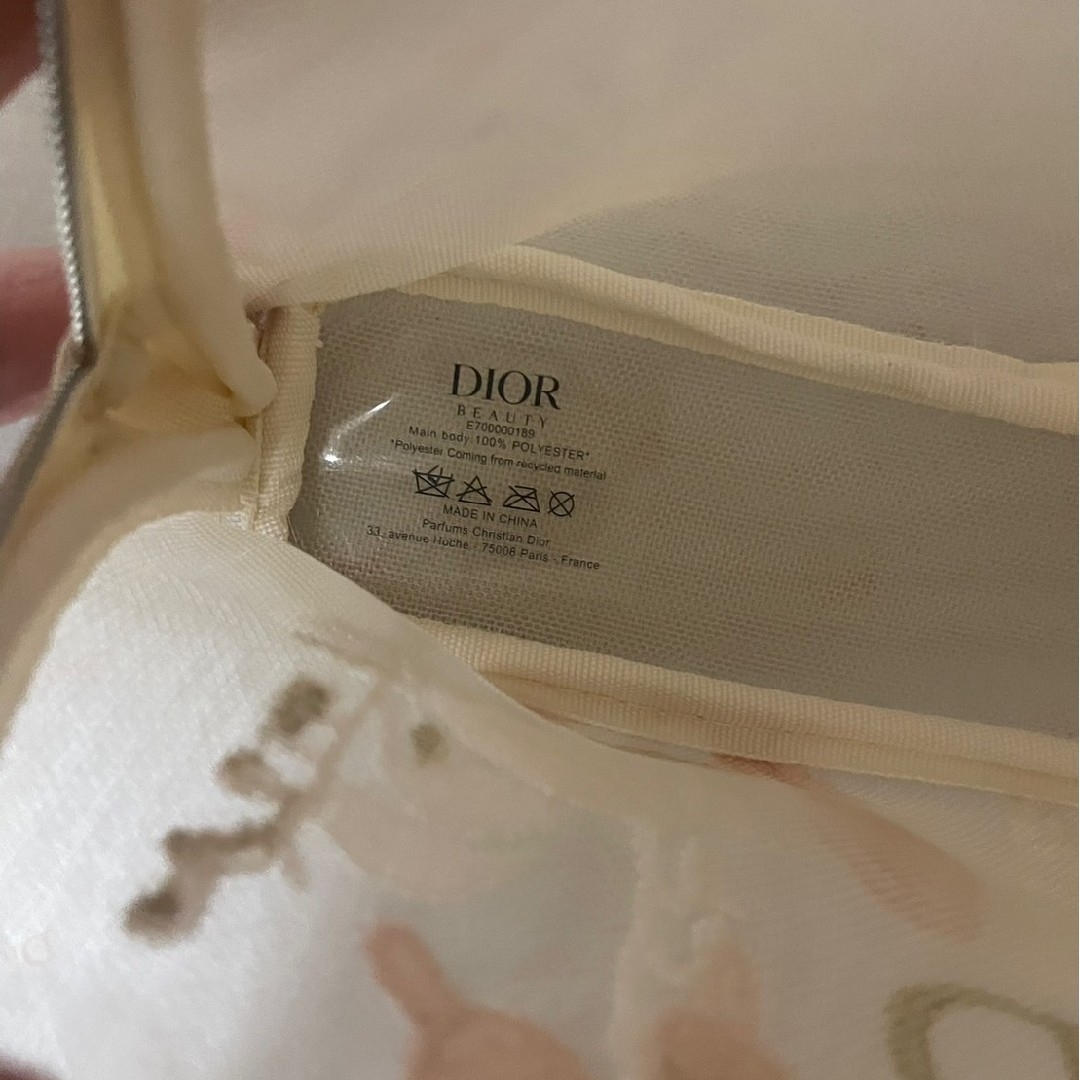 DIOR
BEAUTY
E700000189
Main body:100% POLYESTER*
*Polyester Coming from recycled material
MADE IN CHINA
Parfums Christian Dior
33, avenue Hoche - 75008 Paris - France